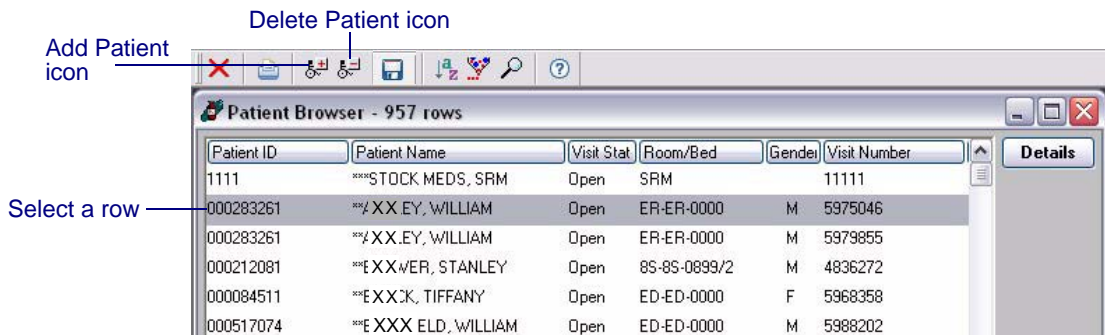 Delete Patient icon
Add Patient
icon
Patient Browser - 957 rows
Patient ID Patient Name Visit Stat Room/Bed Gender Visit Number Details
1111 ***STOCK MEDS, SRM Open SRM 11111
Select a row
000283261 WILLIAM Open ER-ER-0000 M 5975046
000283261 WILLIAM Open ER-ER-0000 M 5979855
000212081 STANLEY Open 8S-8S-0899/2 M 4836272
000084511 TIFFANY Open ED-ED-0000 F 5968358
000517074 WILLIAM Open ED-ED-0000 M 5988202